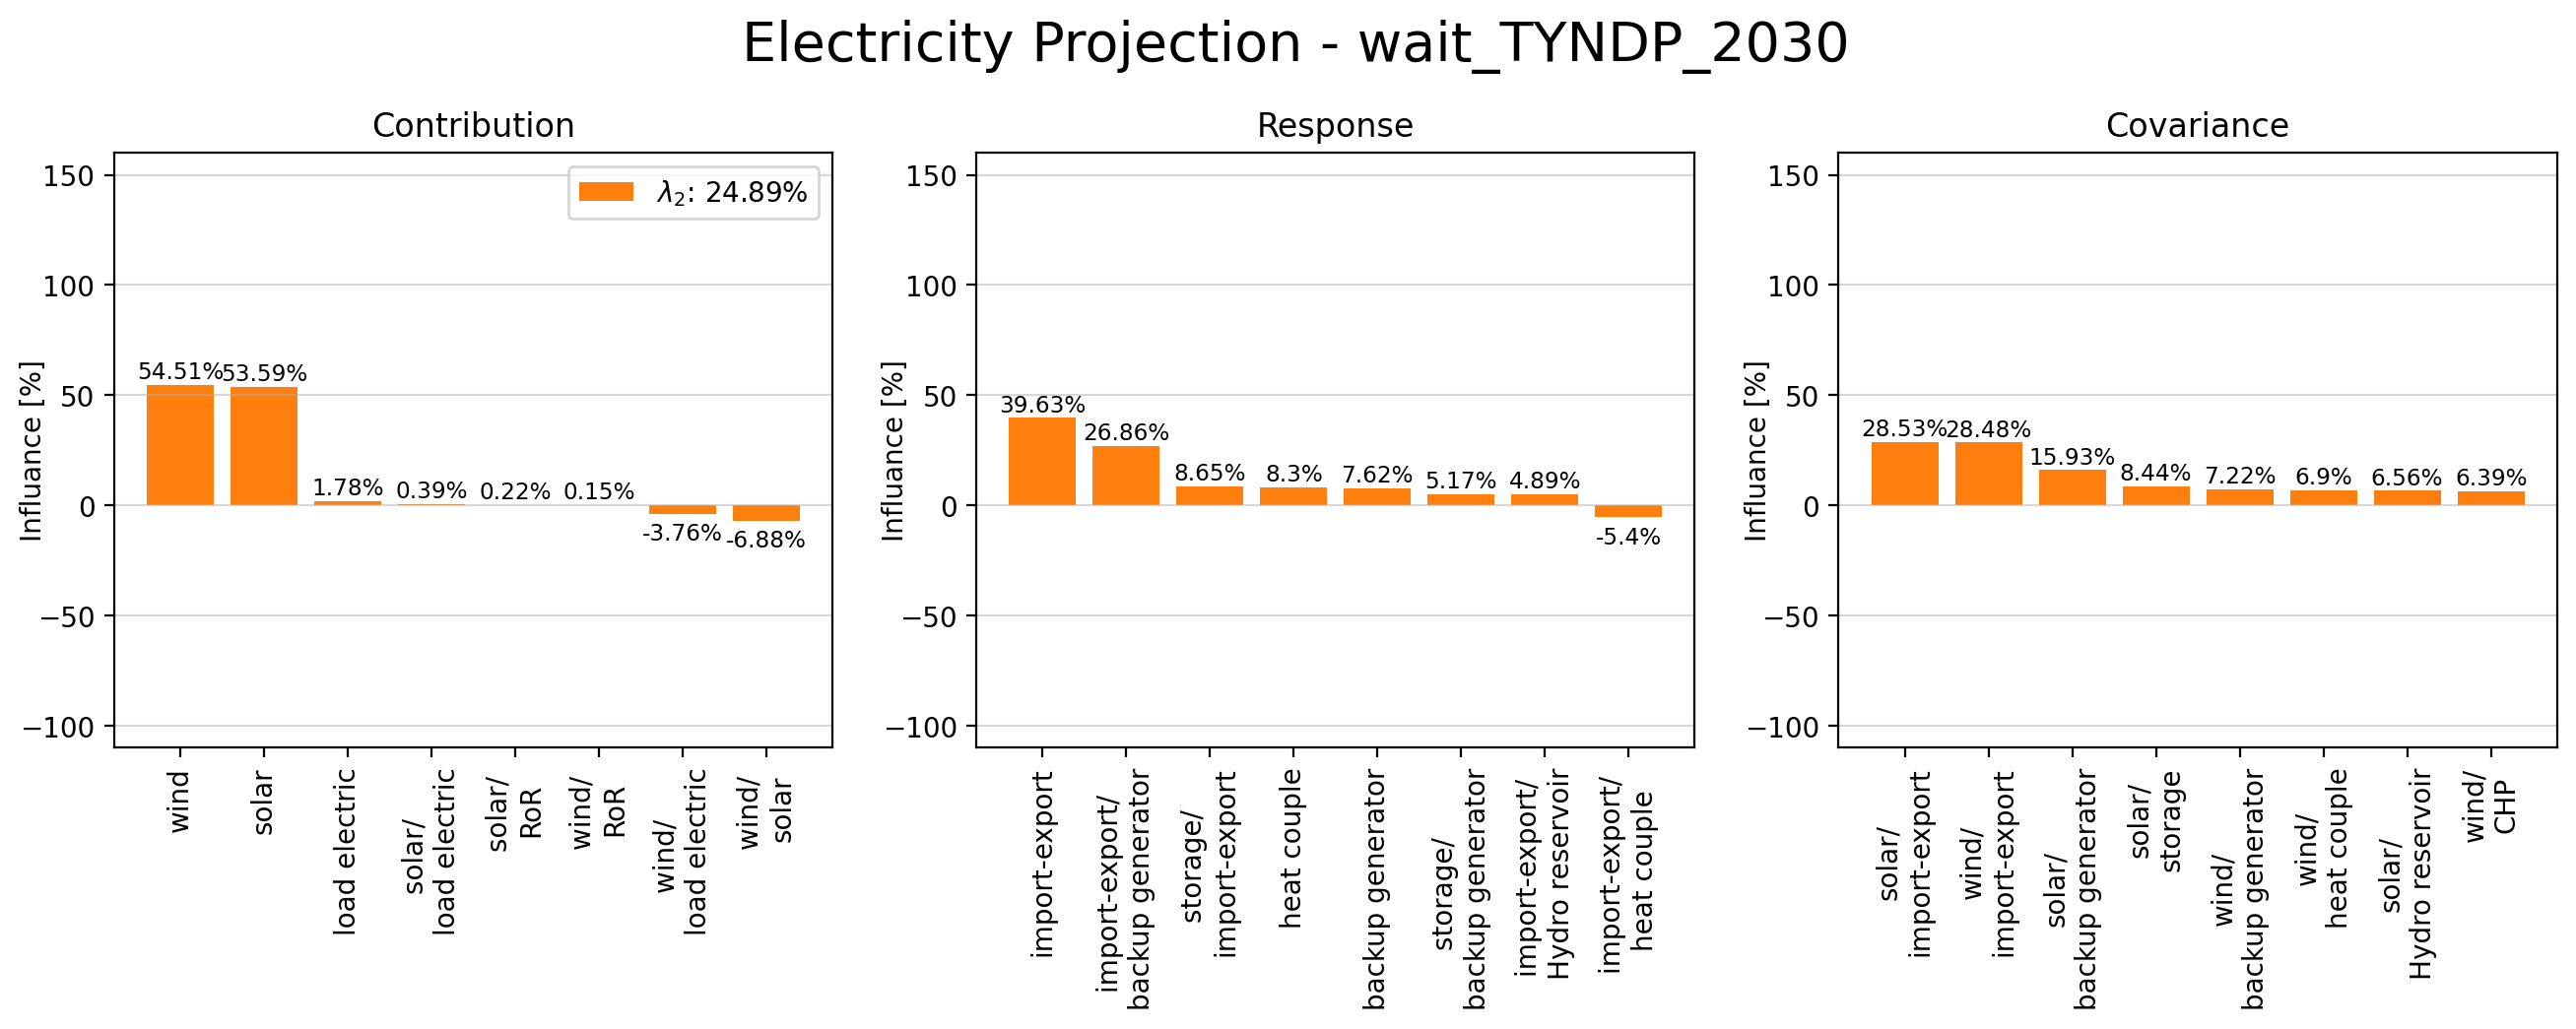 Electricity Projection - wait_TYNDP_2030
Contribution
λ2: 24.89%
Influance [%]
150
100
50
0
−50
−100
54.51%
53.59%
1.78%
0.39%
0.22%
0.15%
-3.76%
-6.88%
wind
solar
load electric
solar/
load electric
solar/
RoR
wind/
RoR
wind/
load electric
wind/
solar
Response
Influance [%]
150
100
50
0
−50
−100
39.63%
26.86%
8.65%
8.3%
7.62%
5.17%
4.89%
-5.4%
import-export
import-export/
backup generator
storage/
import-export
heat couple
backup generator
storage/
backup generator
import-export/
Hydro reservoir
import-export/
heat couple
Covariance
Influance [%]
150
100
50
0
−50
−100
28.53%
28.48%
15.93%
8.44%
7.22%
6.9%
6.56%
6.39%
solar/
import-export
wind/
import-export
solar/
backup generator
solar/
storage
wind/
backup generator
wind/
heat couple
solar/
Hydro reservoir
wind/
CHP